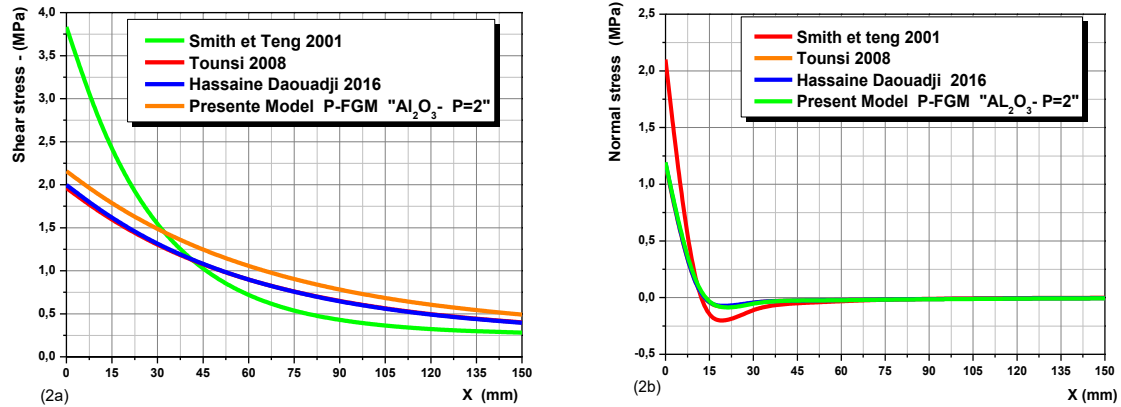 Shear stress - (MPa)
4,0
3,5
3,0
2,5
2,0
1,5
1,0
0,5
0,0
Smith et Teng 2001
Tounsi 2008
Hassaine Daouadji 2016
Presente Model P-FGM "Al2O3- P=2"
0 15 30 45 60 75 90 105 120 135 150
X (mm)
(2a)
Normal stress (MPa)
2,5
2,0
1,5
1,0
0,5
0,0
-0,5
Smith et teng 2001
Tounsi 2008
Hassaine Daouadji 2016
Present Model P-FGM "AL2O3- P=2"
0 15 30 45 60 75 90 105 120 135 150
X (mm)
(2b)